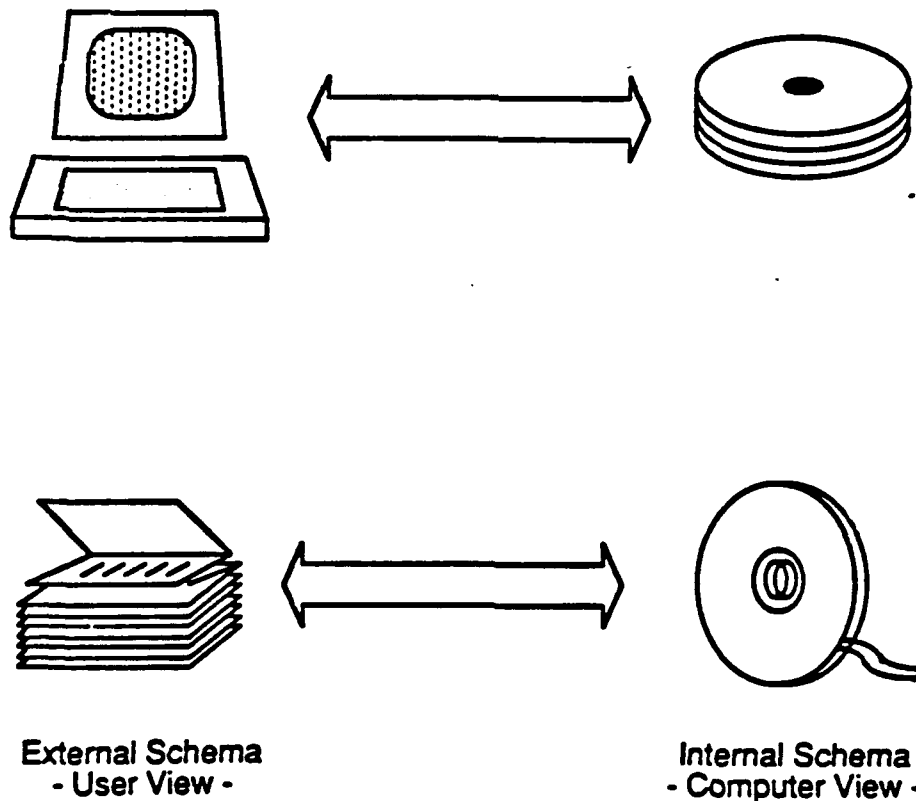 External Schema
- User View -
Internal Schema
- Computer View -